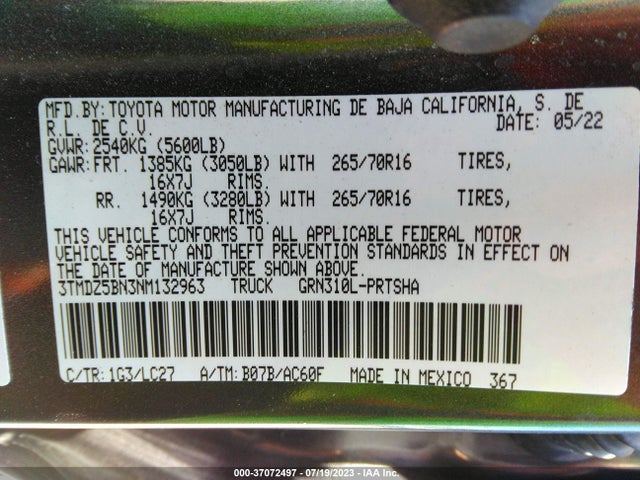 MFD.BY:TOYOTA MOTOR MANUFACTURING DE BAJA CALIFORNIA, S. DE
R.L. DE C.V. DATE: 05/22
GVWR:2540KG (5600LB)
GAWR:FRT. 1385KG (3050LB) WITH 265/70R16 TIRES,
16X7J RIMS.
RR. 1490KG (3280LB) WITH 265/70R16 TIRES,
16X7J RIMS.
THIS VEHICLE CONFORMS TO ALL APPLICABLE FEDERAL MOTOR
VEHICLE SAFETY AND THEFT PREVENTION STANDARDS IN EFFECT ON
THE DATE OF MANUFACTURE SHOWN ABOVE.
3TMDZ5BN3NM132963 TRUCK GRN310L-PRTSHA
C/TR:1G3/LC27 A/TM:B07B/AC60F MADE IN MEXICO 367
000-37072497 - 07/19/2023 - IAA Inc.